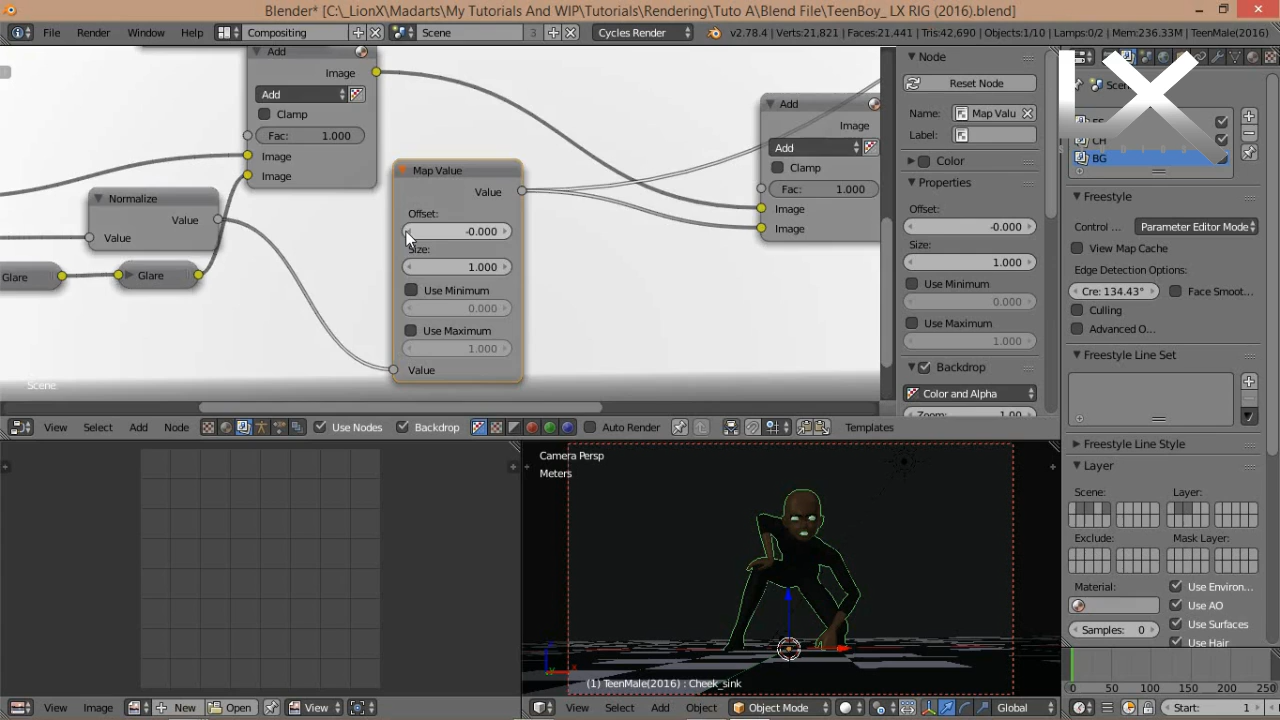 Blender* [C:\_LionX\Madarts\My Tutorials And WIP\Tutorials\Rendering\Tuto A\Blend File\TeenBoy_ LX RIG (2016).blend]
File Render Window Help Compositing Scene 3 Cycles Render v2.78.4 | Verts:21,821 | Faces:21,441 | Tris:42,690 | Objects:1/10 | Lamps:0/2 | Mem:236.33M | TeenMale(2016)
Add
Image
Add
Clamp
Fac: 1.000
Image
Image
Normalize
Value
Value
Glare
Glare
Map Value
Value
Offset:
-0.000
Size:
1.000
Use Minimum
0.000
Use Maximum
1.000
Value
Add
Image
Add
Clamp
Fac: 1.000
Image
Image
Scene
Node
Reset Node
Name: Map Valu
Label:
Color
Properties
Offset:
-0.000
Size:
1.000
Use Minimum
0.000
Use Maximum
1.000
Backdrop
Color and Alpha
CH
BG
Freestyle
Parameter Editor Mode
View Map Cache
Edge Detection Options:
Cre: 134.43° Face Smoot...
Culling
Advanced O...
Freestyle Line Set
Freestyle Line Style
Layer
Scene: Layer:
Exclude: Mask Layer:
Material: Use Environ...
Use AO
Use Surfaces
Samples: 0
Use Hair
View Select Add Node Use Nodes Backdrop Auto Render Templates
Camera Persp
Meters
(1) TeenMale(2016) : Cheek_sink
View Image New Open View
View Select Add Object Object Mode Global
0 50 100 150 200 250
Start: 1